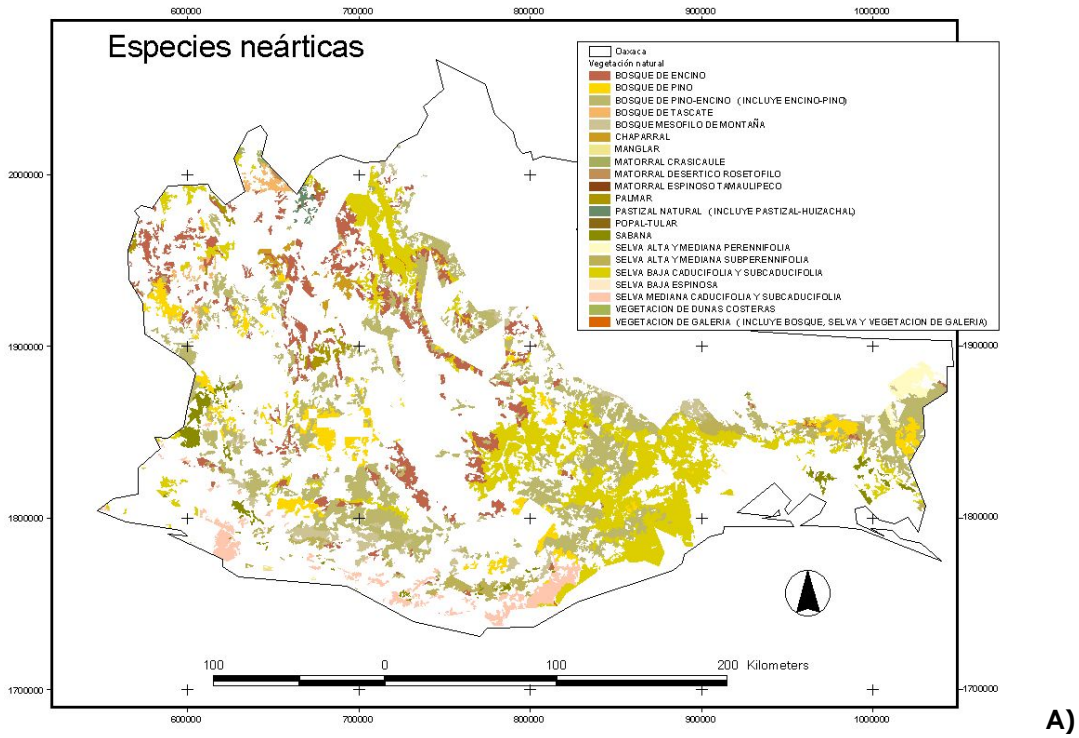 600000 700000 800000 900000 1000000
Especies neárticas
Oaxaca
Vegetación natural
BOSQUE DE ENCINO
BOSQUE DE PINO
BOSQUE DE PINO-ENCINO (INCLUYE ENCINO-PINO)
BOSQUE DE TASCATE
BOSQUE MESOFILO DE MONTAÑA
CHAPARRAL
MANGLAR
MATORRAL CRASICAULE
MATORRAL DESERTICO ROSETOFILO
MATORRAL ESPINOSO TAMAULIPECO
PALMAR
PASTIZAL NATURAL (INCLUYE PASTIZAL-HUIZACHAL)
POPAL-TULAR
SABANA
SELVA ALTA Y MEDIANA PERENNIFOLIA
SELVA ALTA Y MEDIANA SUBPERENNIFOLIA
SELVA BAJA CADUCIFOLIA Y SUBCADUCIFOLIA
SELVA BAJA ESPINOSA
SELVA MEDIANA CADUCIFOLIA Y SUBCADUCIFOLIA
VEGETACION DE DUNAS COSTERAS
VEGETACION DE GALERIA (INCLUYE BOSQUE, SELVA Y VEGETACION DE GALERIA)
2000000
1900000 1900000
1800000 1800000
100 0 100 200 Kilometers
1700000 1700000
600000 700000 800000 900000 1000000
A)